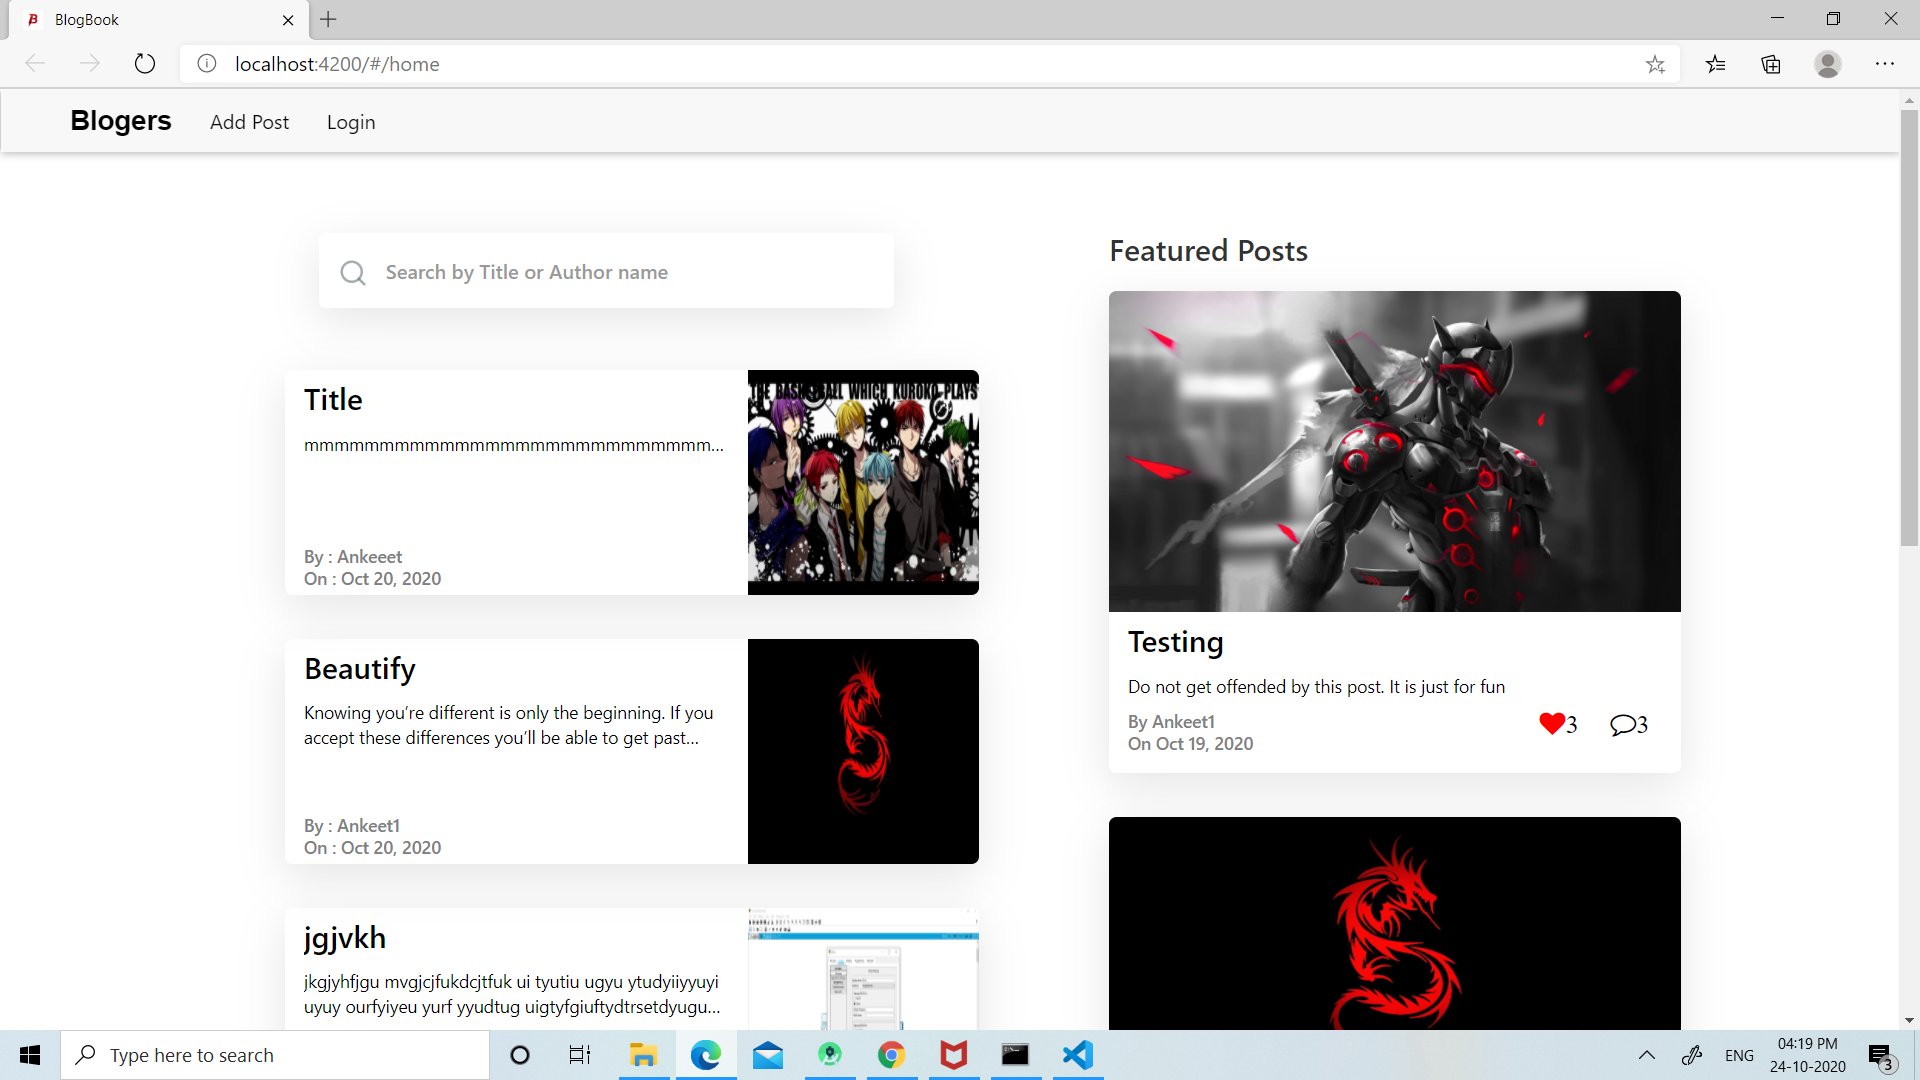 BlogBook
localhost:4200/#/home
Blogers
Add Post
Login
Search by Title or Author name
Title
mmmmmmmmmmmmmmmmmmmmmmmmmmm...
By : Ankeeet
On : Oct 20, 2020
THE BASKETBALL WHICH KUROKO PLAYS
Beautify
Knowing you're different is only the beginning. If you
accept these differences you'll be able to get past...
By : Ankeet1
On : Oct 20, 2020
jgjvkh
jkgjyhfjgu mvgjcjfukdcjtfuk ui tyutiu ugyu ytudyiiyyuyi
uyuy ourfyiyeu yurf yyudtug uigtyfgiuftydtrsetdyugu...
Featured Posts
Testing
Do not get offended by this post. It is just for fun
By Ankeet1
On Oct 19, 2020
3
3
Type here to search
ENG
04:19 PM
24-10-2020
3